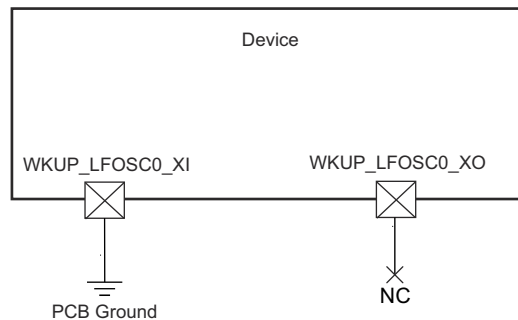 Device
WKUP_LFOSC0_XI
WKUP_LFOSC0_XO
PCB Ground
NC